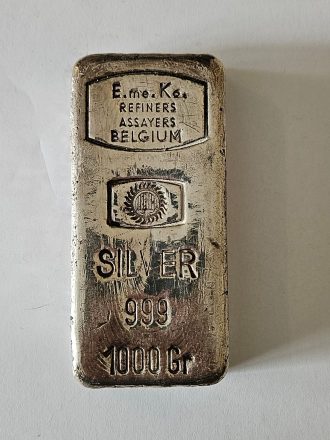 E.me.Ko.
REFINERS
ASSAYERS
BELGIUM
SILVER
999
1000 Gr